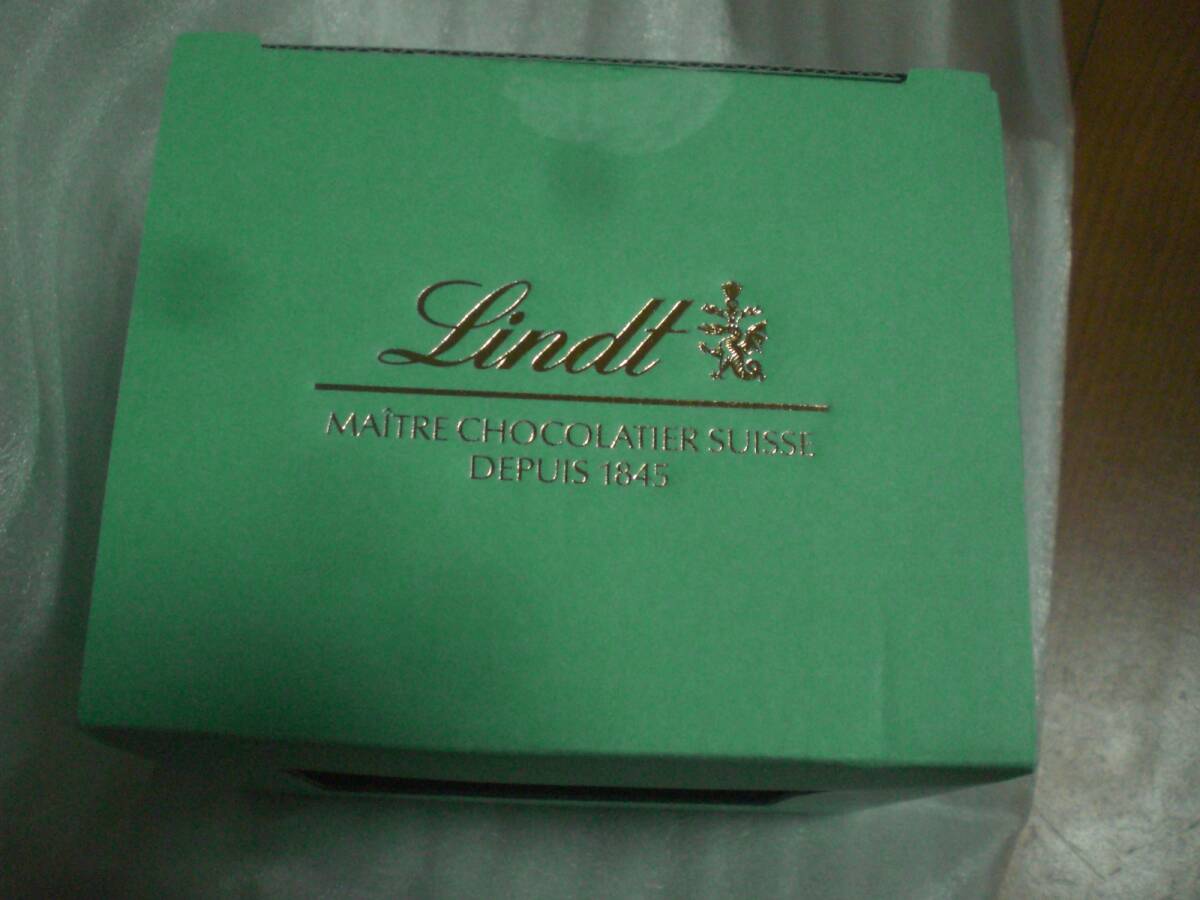 Lindt
MAÎTRE CHOCOLATIER SUISSE
DEPUIS 1845